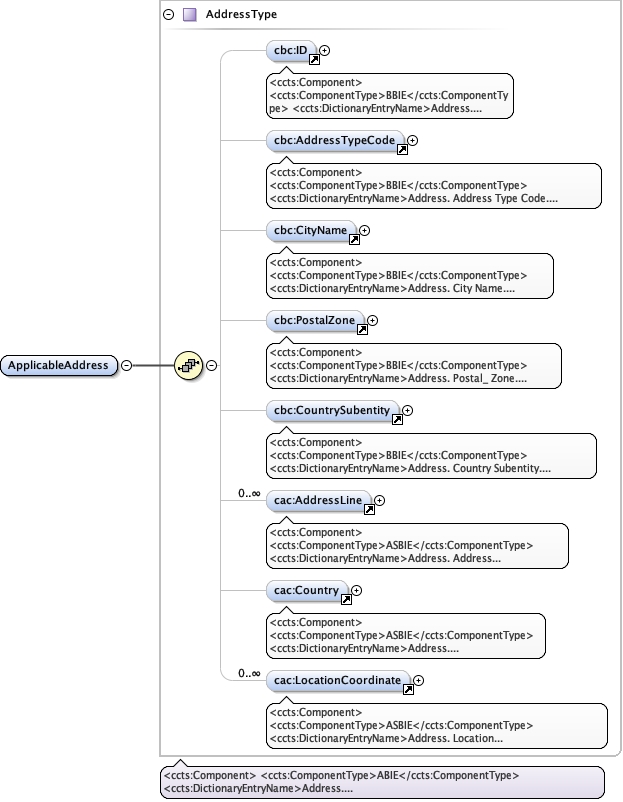 AddressType
cbc:ID
<ccts:Component>
<ccts:ComponentType>BBIE</ccts:ComponentTy
pe> <ccts:DictionaryEntryName>Address....
cbc:AddressTypeCode
<ccts:Component>
<ccts:ComponentType>BBIE</ccts:ComponentType>
<ccts:DictionaryEntryName>Address. Address Type Code....
cbc:CityName
<ccts:Component>
<ccts:ComponentType>BBIE</ccts:ComponentType>
<ccts:DictionaryEntryName>Address. City Name....
cbc:PostalZone
<ccts:Component>
<ccts:ComponentType>BBIE</ccts:ComponentType>
<ccts:DictionaryEntryName>Address. Postal_ Zone....
ApplicableAddress
cbc:CountrySubentity
<ccts:Component>
<ccts:ComponentType>BBIE</ccts:ComponentType>
<ccts:DictionaryEntryName>Address. Country Subentity....
0..∞ cac:AddressLine
<ccts:Component>
<ccts:ComponentType>ASBIE</ccts:ComponentType>
<ccts:DictionaryEntryName>Address. Address...
cac:Country
<ccts:Component>
<ccts:ComponentType>ASBIE</ccts:ComponentType>
<ccts:DictionaryEntryName>Address....
0..∞ cac:LocationCoordinate
<ccts:Component>
<ccts:ComponentType>ASBIE</ccts:ComponentType>
<ccts:DictionaryEntryName>Address. Location...
<ccts:Component> <ccts:ComponentType>ABIE</ccts:ComponentType>
<ccts:DictionaryEntryName>Address....